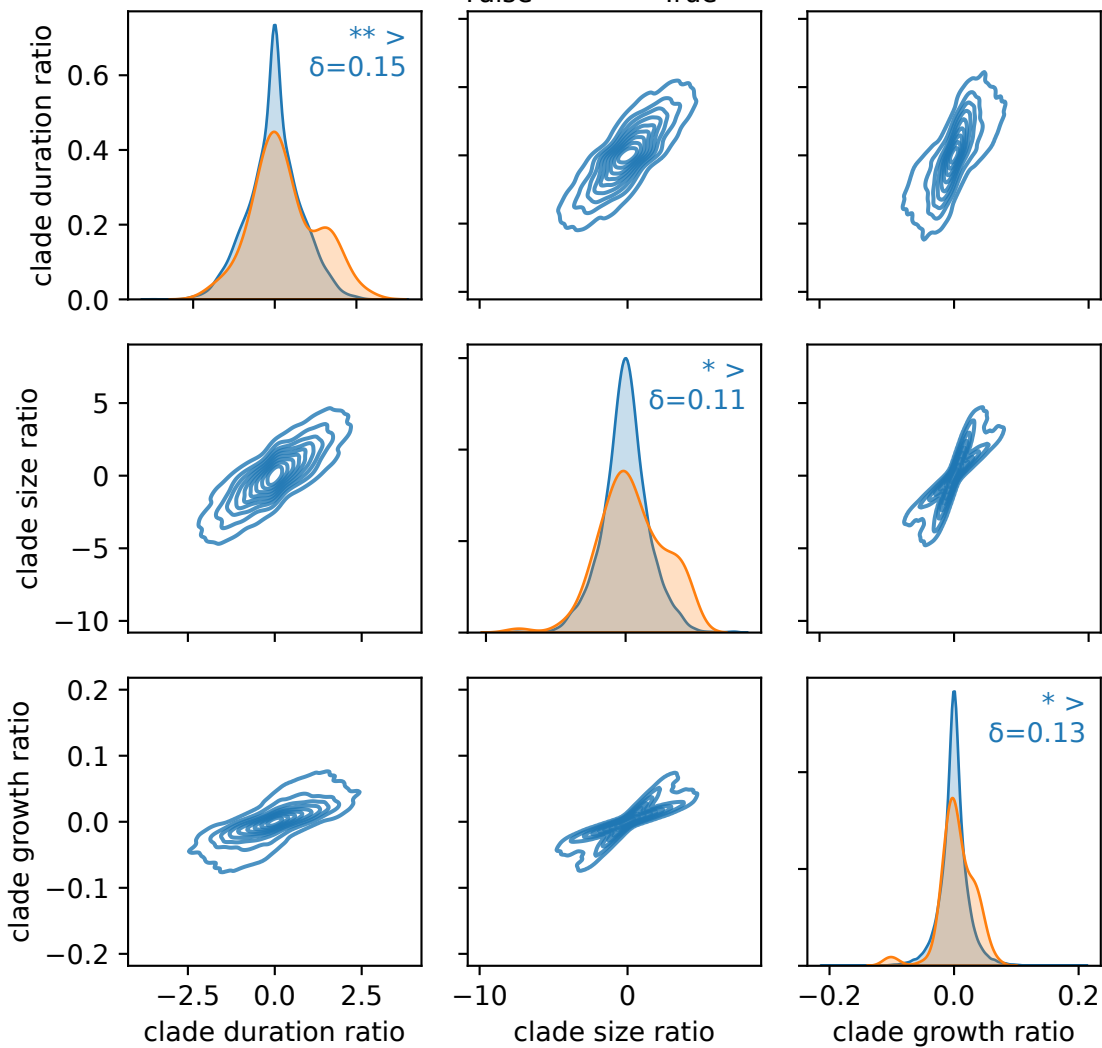 True
clade duration ratio
** >
δ=0.15
0.6
0.4
0.2
0.0
clade size ratio
5
0
−5
−10
* >
δ=0.11
clade growth ratio
0.2
0.1
0.0
−0.1
−0.2
* >
δ=0.13
−2.5 0.0 2.5
−10 0
−0.2 0.0 0.2
clade duration ratio
clade size ratio
clade growth ratio